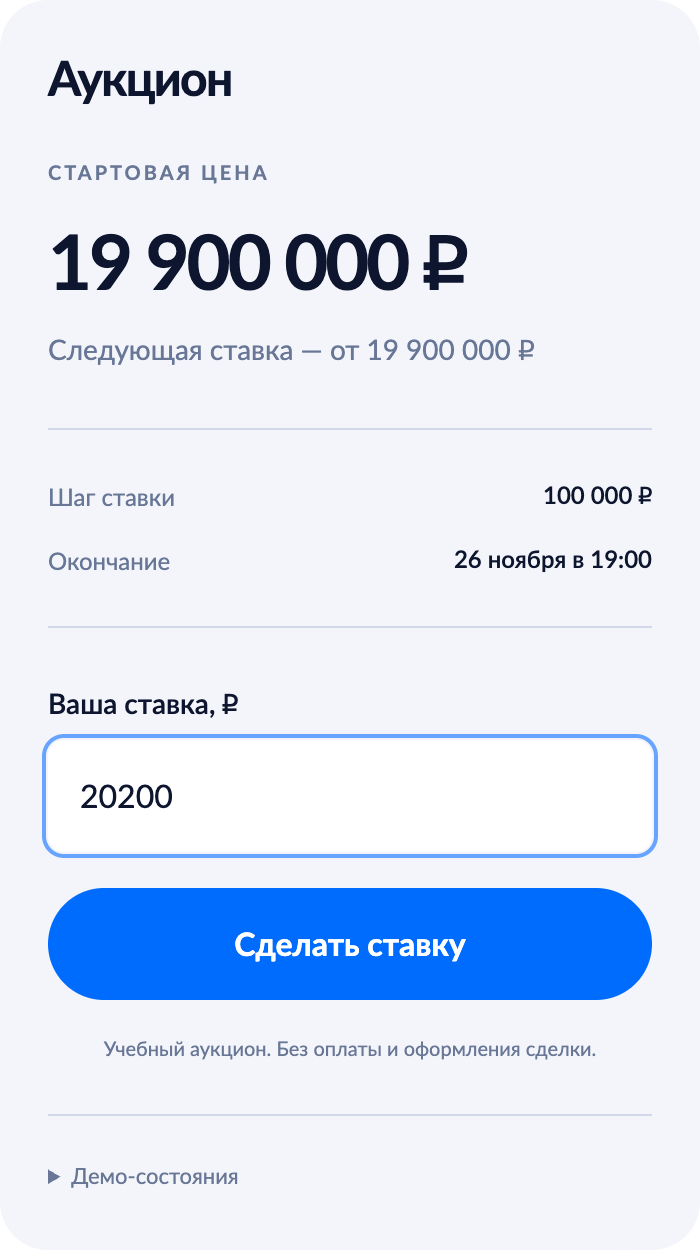 Аукцион
СТАРТОВАЯ ЦЕНА
19 900 000 ₽
Следующая ставка — от 19 900 000 ₽
Шаг ставки 100 000 ₽
Окончание 26 ноября в 19:00
Ваша ставка, ₽
20200
Сделать ставку
Учебный аукцион. Без оплаты и оформления сделки.
Демо-состояния